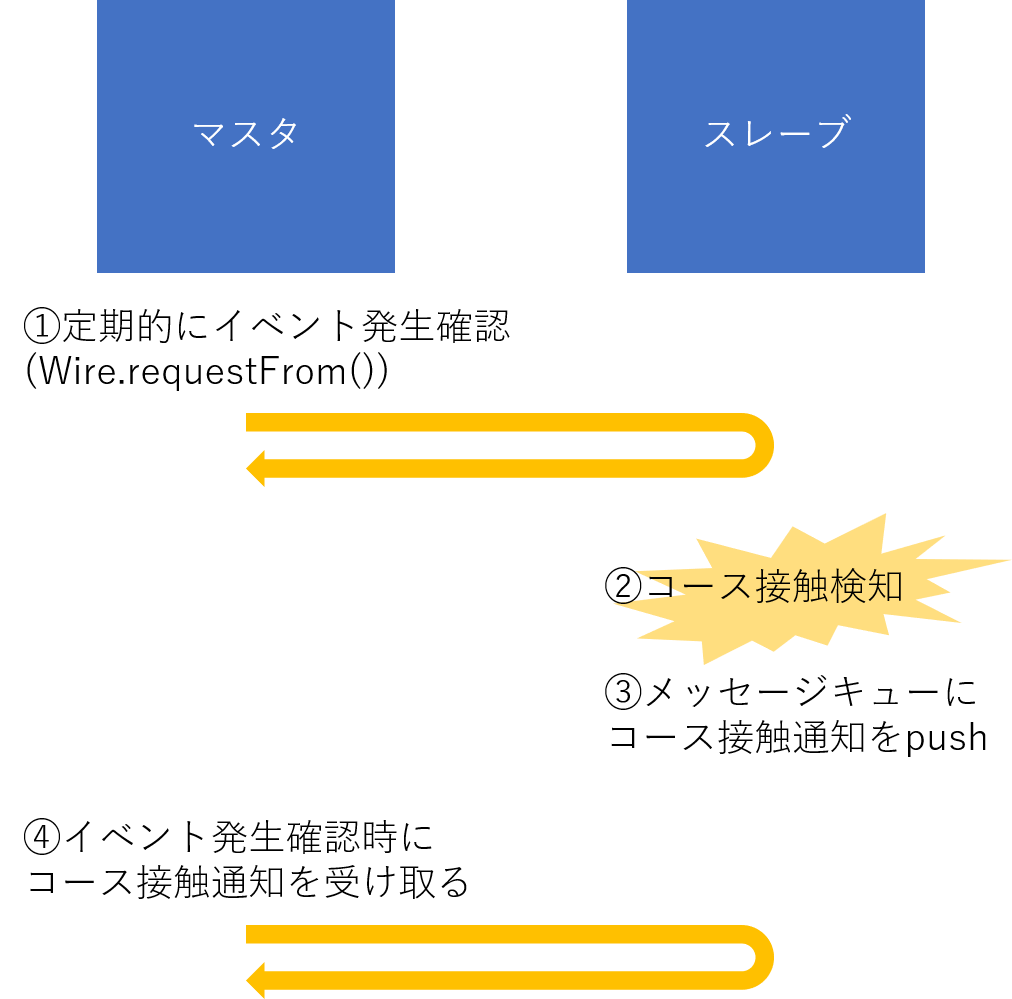 マスタ
スレーブ
①定期的にイベント発生確認
(Wire.requestFrom())
②コース接触検知
③メッセージキューに
コース接触通知をpush
④イベント発生確認時に
コース接触通知を受け取る